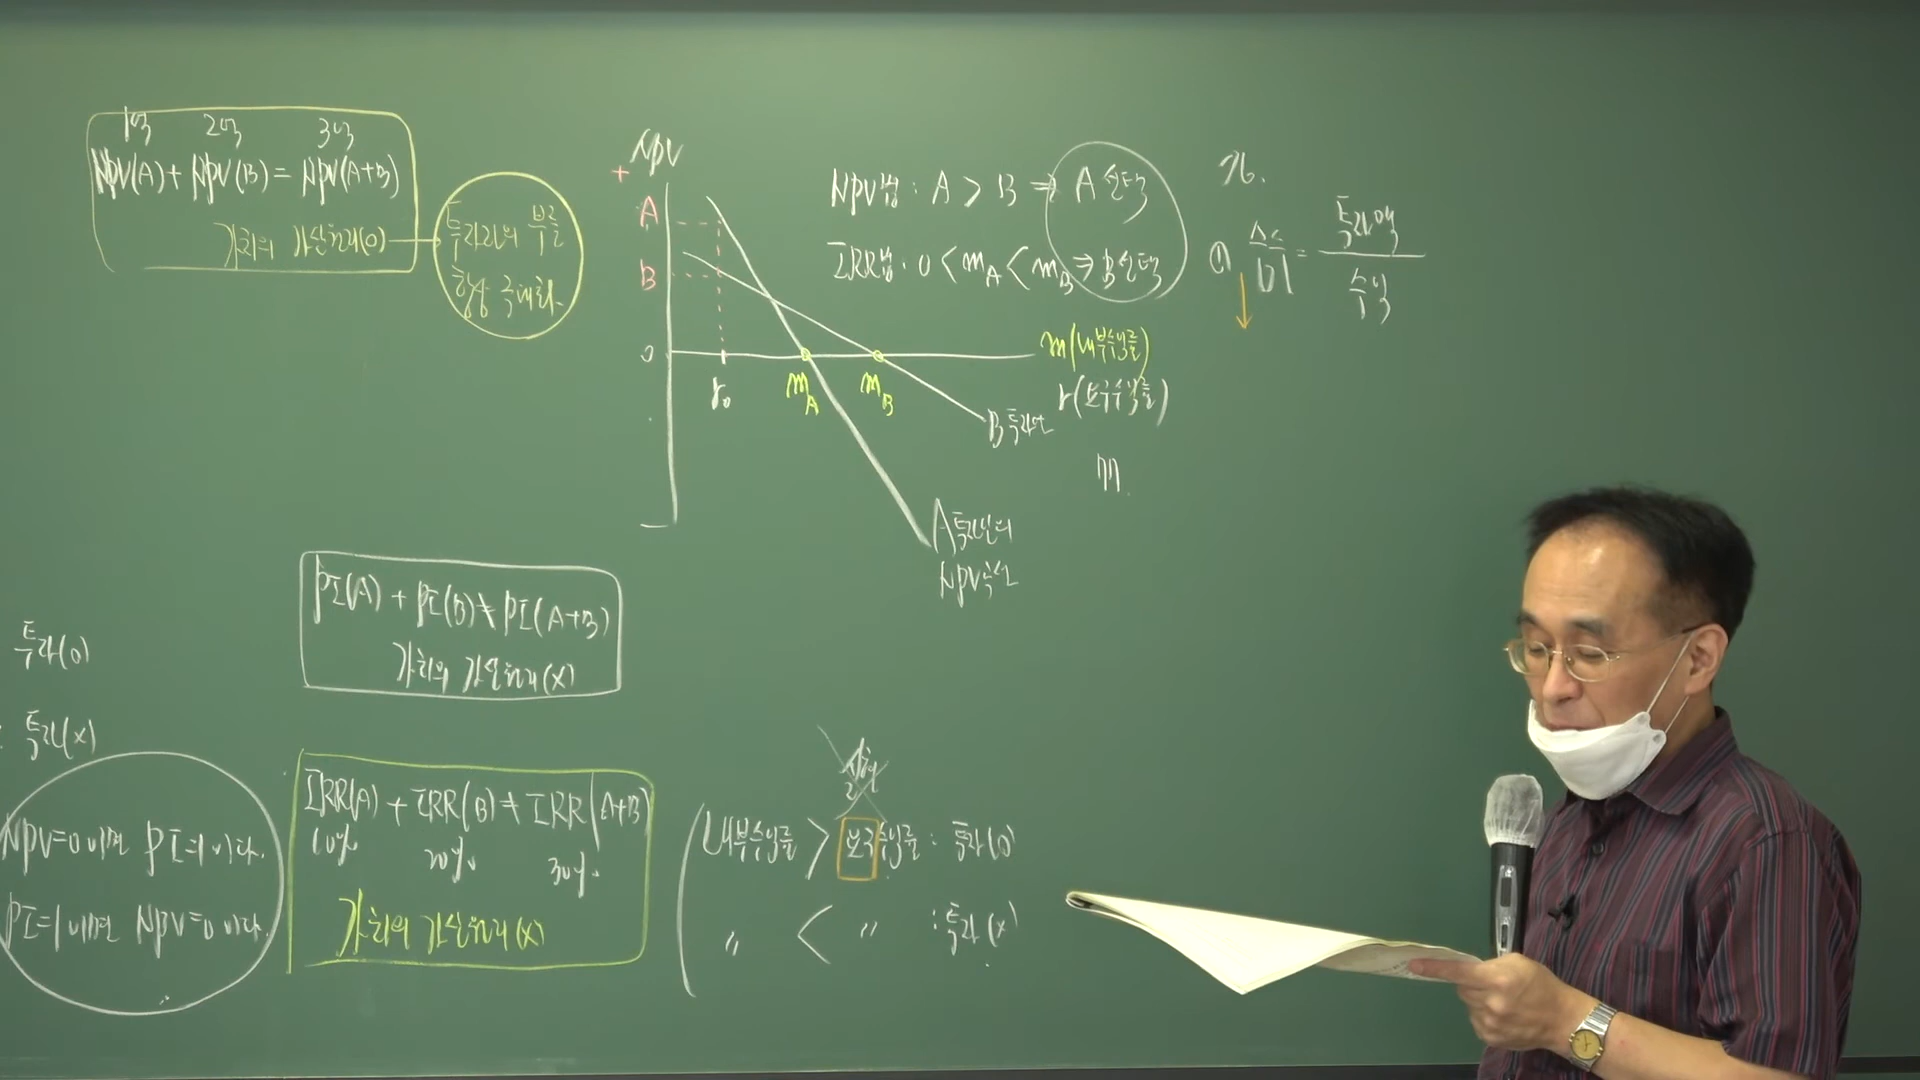 1억 2억 3억
NPV(A) + NPV(B) = NPV(A+B)
가치의 가산원리(O)
투자자의 부를
항상 극대화.
NPV
+
A
B
0
r₀
m_A
m_B
m(내부수익률)
r(요구수익률)
B투자안
A투자안의
NPV곡선
NPV법 : A > B ⇒ A 선택
IRR법 : 0 < m_A < m_B ⇒ B 선택
m.
76.
① 승수 = 투자액
수익
PI(A) + PI(B) ≠ PI(A+B)
가치의 가산원리(X)
투자(O)
: 투자(X)
NPV=0 이면 PI=1 이다.
PI=1 이면 NPV=0 이다.
IRR(A) + IRR(B) ≠ IRR(A+B)
10% 20% 30%
가치의 가산원리(X)
내부수익률 > 요구수익률 : 투자(O)
〃 < 〃 : 투자(X)